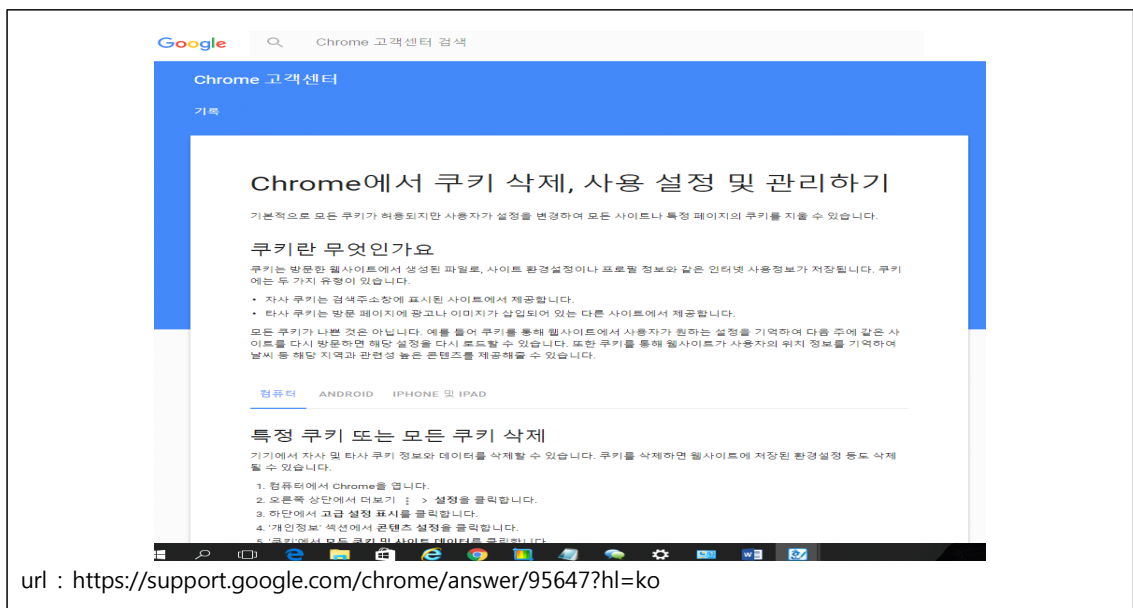 Google Chrome 고객센터 검색
Chrome 고객센터
기록
Chrome에서 쿠키 삭제, 사용 설정 및 관리하기
기본적으로 모든 쿠키가 허용되지만 사용자가 설정을 변경하여 모든 사이트나 특정 페이지의 쿠키를 지울 수 있습니다.
쿠키란 무엇인가요
쿠키는 방문한 웹사이트에서 생성된 파일로, 사이트 환경설정이나 프로필 정보와 같은 인터넷 사용정보가 저장됩니다. 쿠키
에는 두 가지 유형이 있습니다.
• 자사 쿠키는 검색주소창에 표시된 사이트에서 제공합니다.
• 타사 쿠키는 방문 페이지에 광고나 이미지가 삽입되어 있는 다른 사이트에서 제공합니다.
모든 쿠키가 나쁜 것은 아닙니다. 예를 들어 쿠키를 통해 웹사이트에서 사용자가 원하는 설정을 기억하여 다음 주에 같은 사
이트를 다시 방문하면 해당 설정을 다시 로드할 수 있습니다. 또한 쿠키를 통해 웹사이트가 사용자의 위치 정보를 기억하여
날씨 등 해당 지역과 관련성 높은 콘텐츠를 제공해줄 수 있습니다.
컴퓨터 ANDROID IPHONE 및 IPAD
특정 쿠키 또는 모든 쿠키 삭제
기기에서 자사 및 타사 쿠키 정보와 데이터를 삭제할 수 있습니다. 쿠키를 삭제하면 웹사이트에 저장된 환경설정 등도 삭제
될 수 있습니다.
1. 컴퓨터에서 Chrome을 엽니다.
2. 오른쪽 상단에서 더보기 ⋮ > 설정을 클릭합니다.
3. 하단에서 고급 설정 표시를 클릭합니다.
4. '개인정보' 섹션에서 콘텐츠 설정을 클릭합니다.
5. '쿠키'에서 모든 쿠키 및 사이트 데이터를 클릭합니다.
url : https://support.google.com/chrome/answer/95647?hl=ko